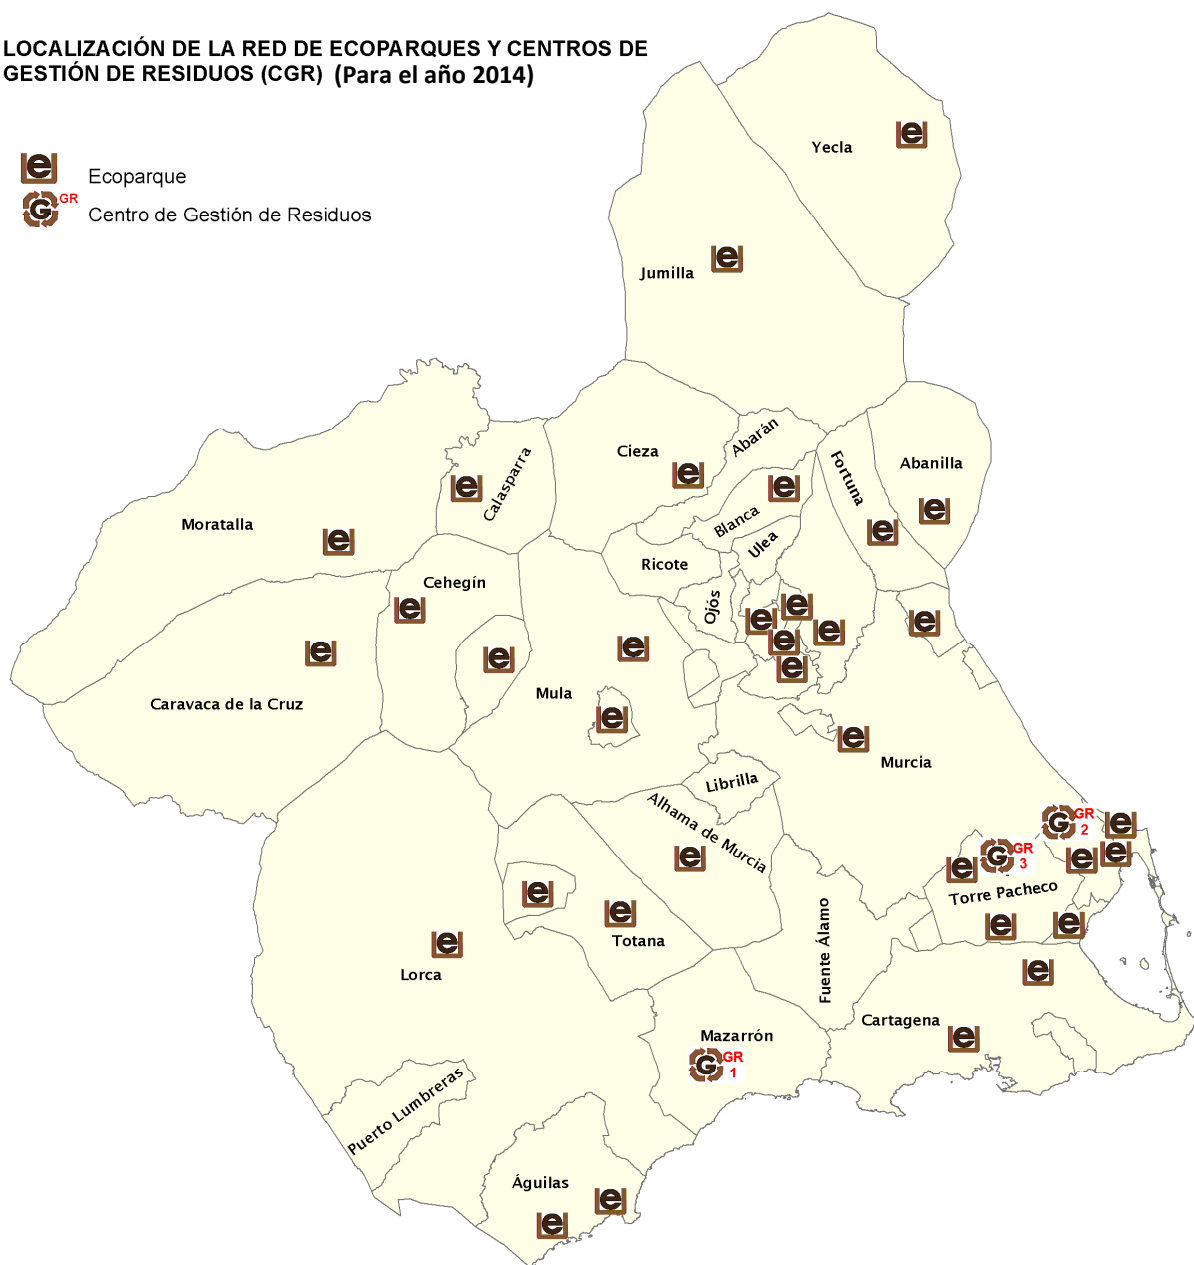 LOCALIZACIÓN DE LA RED DE ECOPARQUES Y CENTROS DE
GESTIÓN DE RESIDUOS (CGR) (Para el año 2014)
e Ecoparque
G GR Centro de Gestión de Residuos
Yecla
Jumilla
Abarán
Cieza
Calasparra
Fortuna
Abanilla
Moratalla
Blanca
Ulea
Ricote
Cehegín
Ojós
Mula
Caravaca de la Cruz
Murcia
Librilla
Alhama de Murcia
GR
2
GR
3
Torre Pacheco
Totana
Fuente Álamo
Lorca
Cartagena
Mazarrón
GR
1
Puerto Lumbreras
Águilas